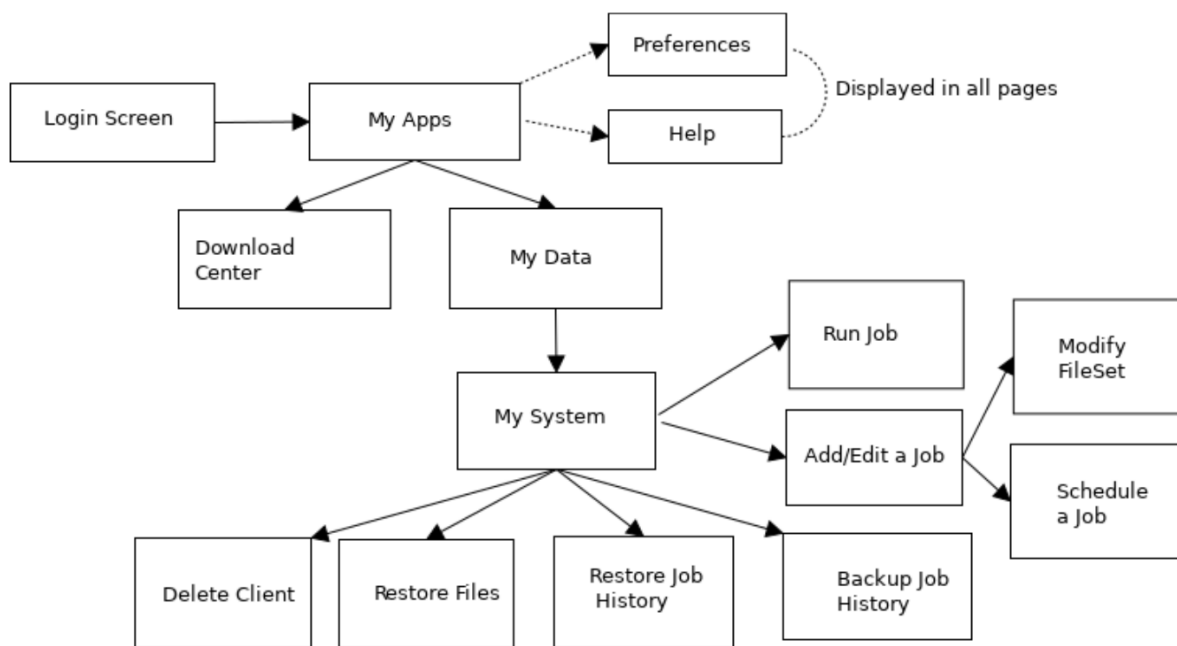 Preferences
Displayed in all pages
Login Screen
My Apps
Help
Download
Center
My Data
Run Job
Modify
FileSet
My System
Add/Edit a Job
Schedule
a Job
Delete Client
Restore Files
Restore Job
History
Backup Job
History